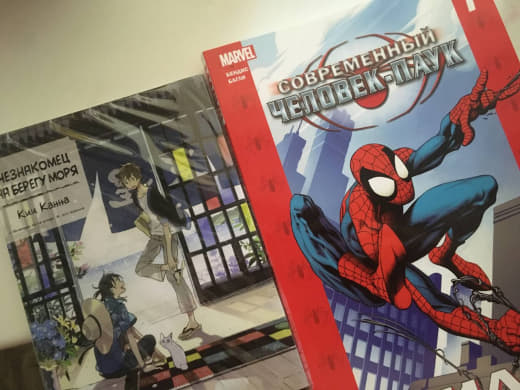 НЕЗНАКОМЕЦ
НА БЕРЕГУ МОРЯ
Кии Канна
MARVEL
БЕНДИС
БАГЛИ
СОВРЕМЕННЫЙ
ЧЕЛОВЕК-ПАУК